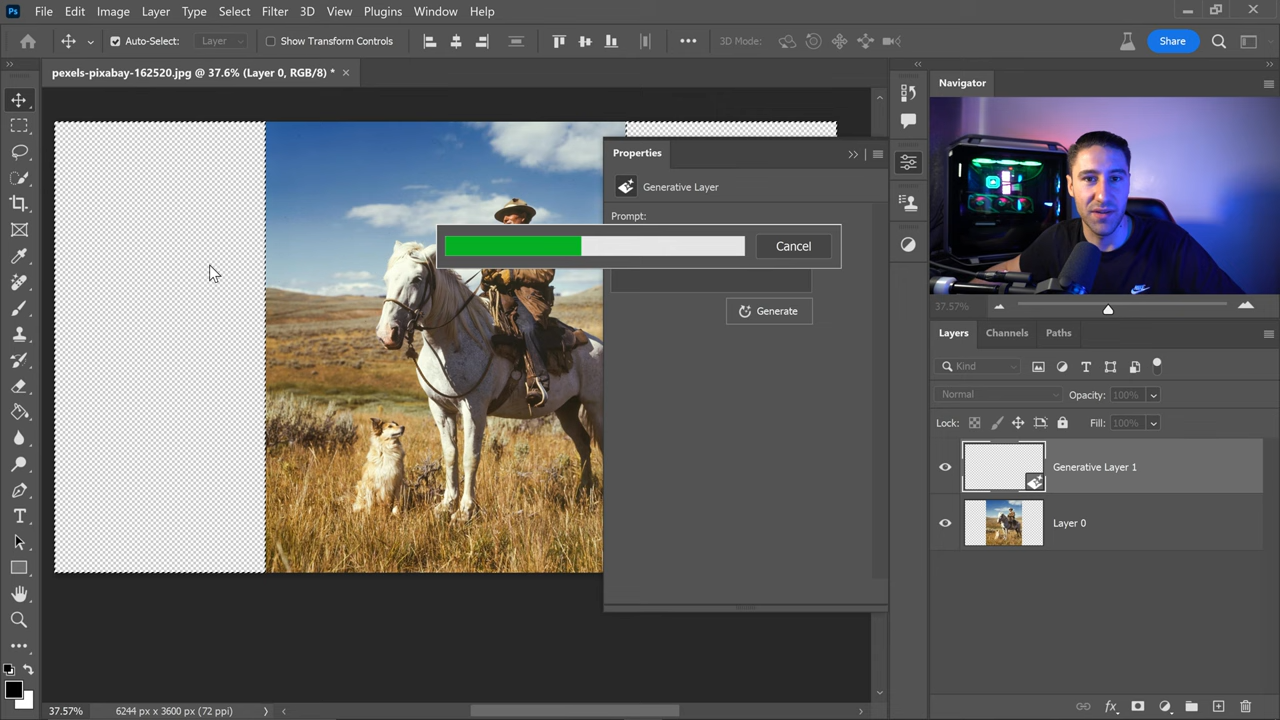 Ps File Edit Image Layer Type Select Filter 3D View Plugins Window Help
Auto-Select: Layer Show Transform Controls 3D Mode: Share
pexels-pixabay-162520.jpg @ 37.6% (Layer 0, RGB/8) *
Navigator
Properties
Generative Layer
Prompt:
Cancel
Generate
37.57%
Layers Channels Paths
Kind
Normal Opacity: 100%
Lock: Fill: 100%
Generative Layer 1
Layer 0
37.57% 6244 px x 3600 px (72 ppi)